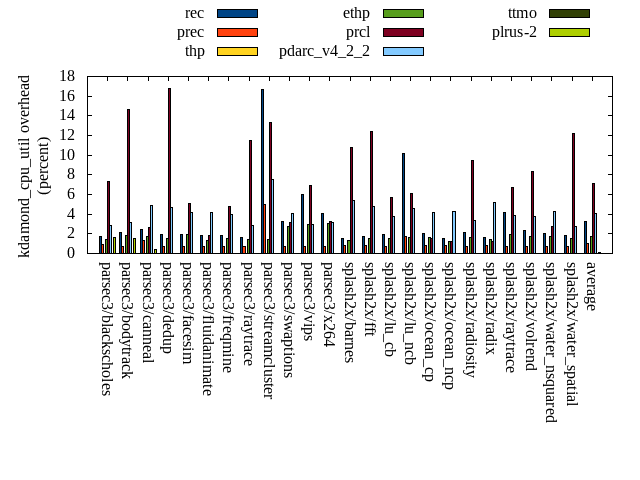 rec ethp ttmo
prec prcl plrus-2
thp pdarc_v4_2_2
kdamond_cpu_util overhead
(percent)
18
16
14
12
10
8
6
4
2
0
parsec3/blackscholes
parsec3/bodytrack
parsec3/canneal
parsec3/dedup
parsec3/facesim
parsec3/fluidanimate
parsec3/freqmine
parsec3/raytrace
parsec3/streamcluster
parsec3/swaptions
parsec3/vips
parsec3/x264
splash2x/barnes
splash2x/fft
splash2x/lu_cb
splash2x/lu_ncb
splash2x/ocean_cp
splash2x/ocean_ncp
splash2x/radiosity
splash2x/radix
splash2x/raytrace
splash2x/volrend
splash2x/water_nsquared
splash2x/water_spatial
average